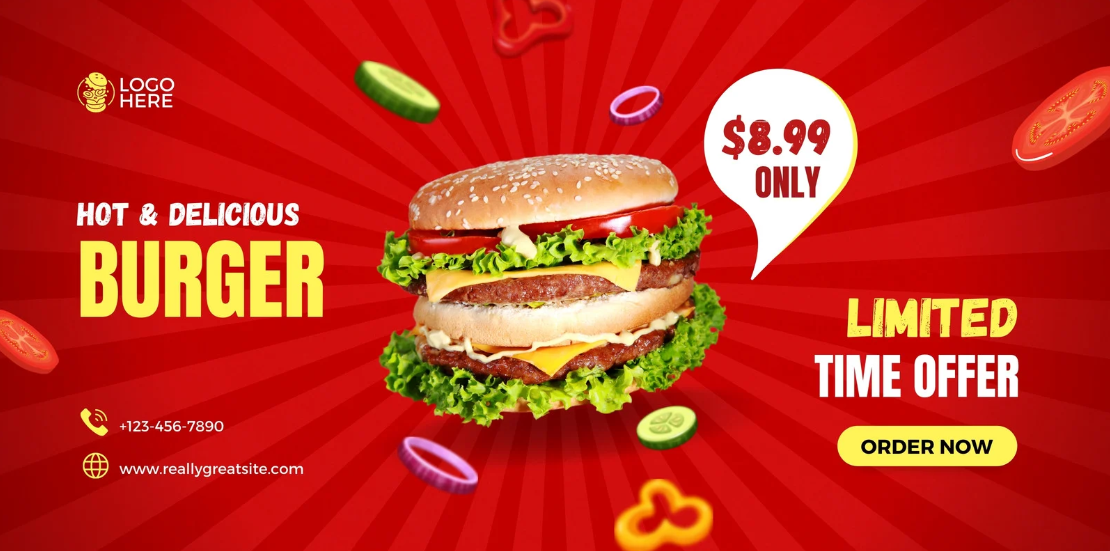 LOGO
HERE
HOT & DELICIOUS
BURGER
+123-456-7890
www.reallygreatsite.com
$8.99
ONLY
LIMITED
TIME OFFER
ORDER NOW